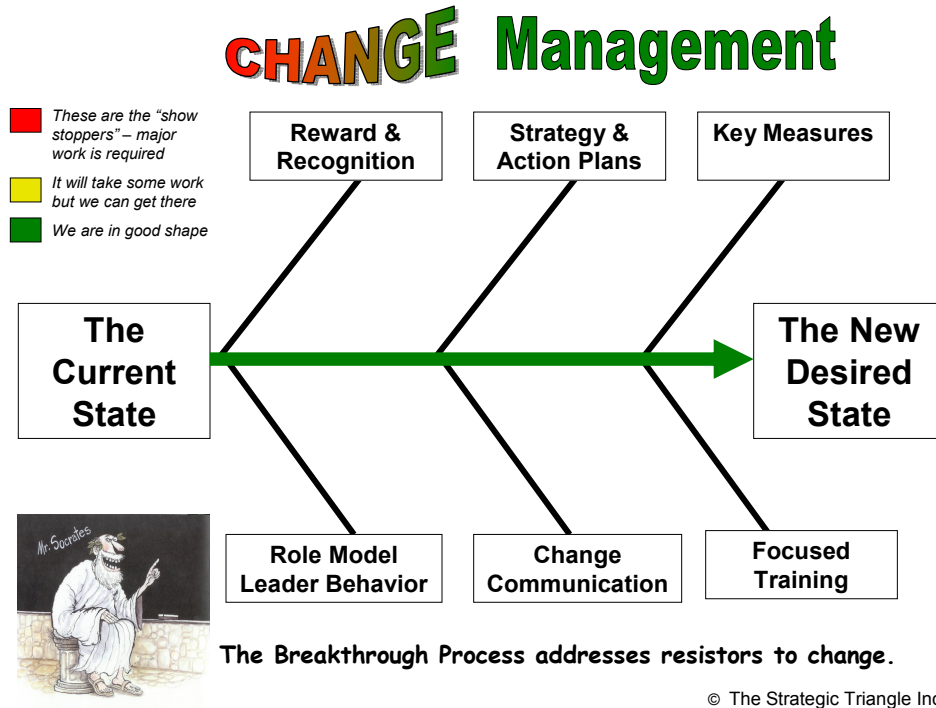 CHANGE Management
These are the “show
stoppers” – major
work is required
It will take some work
but we can get there
We are in good shape
Reward &
Recognition
Strategy &
Action Plans
Key Measures
The
Current
State
The New
Desired
State
Mr. Socrates
Role Model
Leader Behavior
Change
Communication
Focused
Training
The Breakthrough Process addresses resistors to change.
© The Strategic Triangle Inc